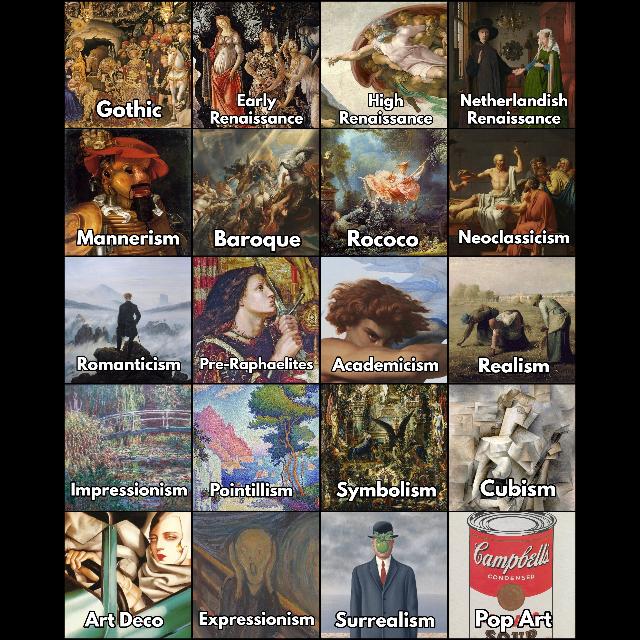 Gothic
Early
Renaissance
High
Renaissance
Netherlandish
Renaissance
Mannerism
Baroque
Rococo
Neoclassicism
Romanticism
Pre-Raphaelites
Academicism
Realism
Impressionism
Pointillism
Symbolism
Cubism
Art Deco
Expressionism
Surrealism
Campbell's
CONDENSED
Pop Art
SOUP